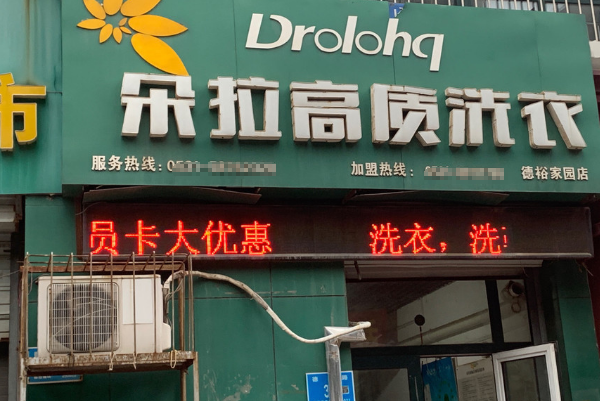 Drolohq
布
朵拉高质洗衣
服务热线:
加盟热线:
德裕家园店
员卡大优惠 洗衣，洗